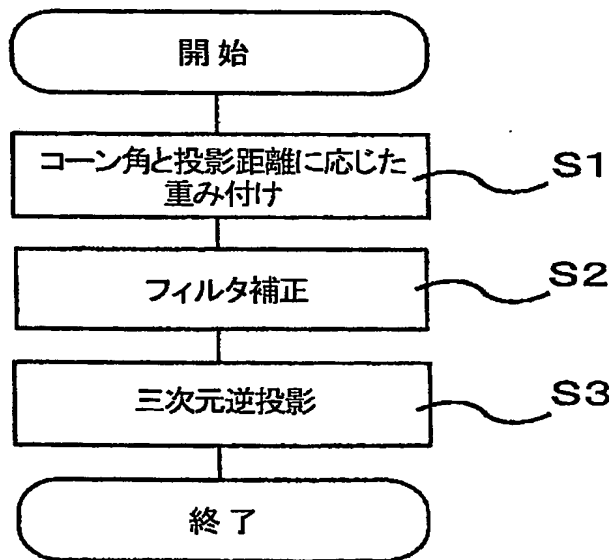 開始
コーン角と投影距離に応じた
重み付け
S1
フィルタ補正
S2
三次元逆投影
S3
終了